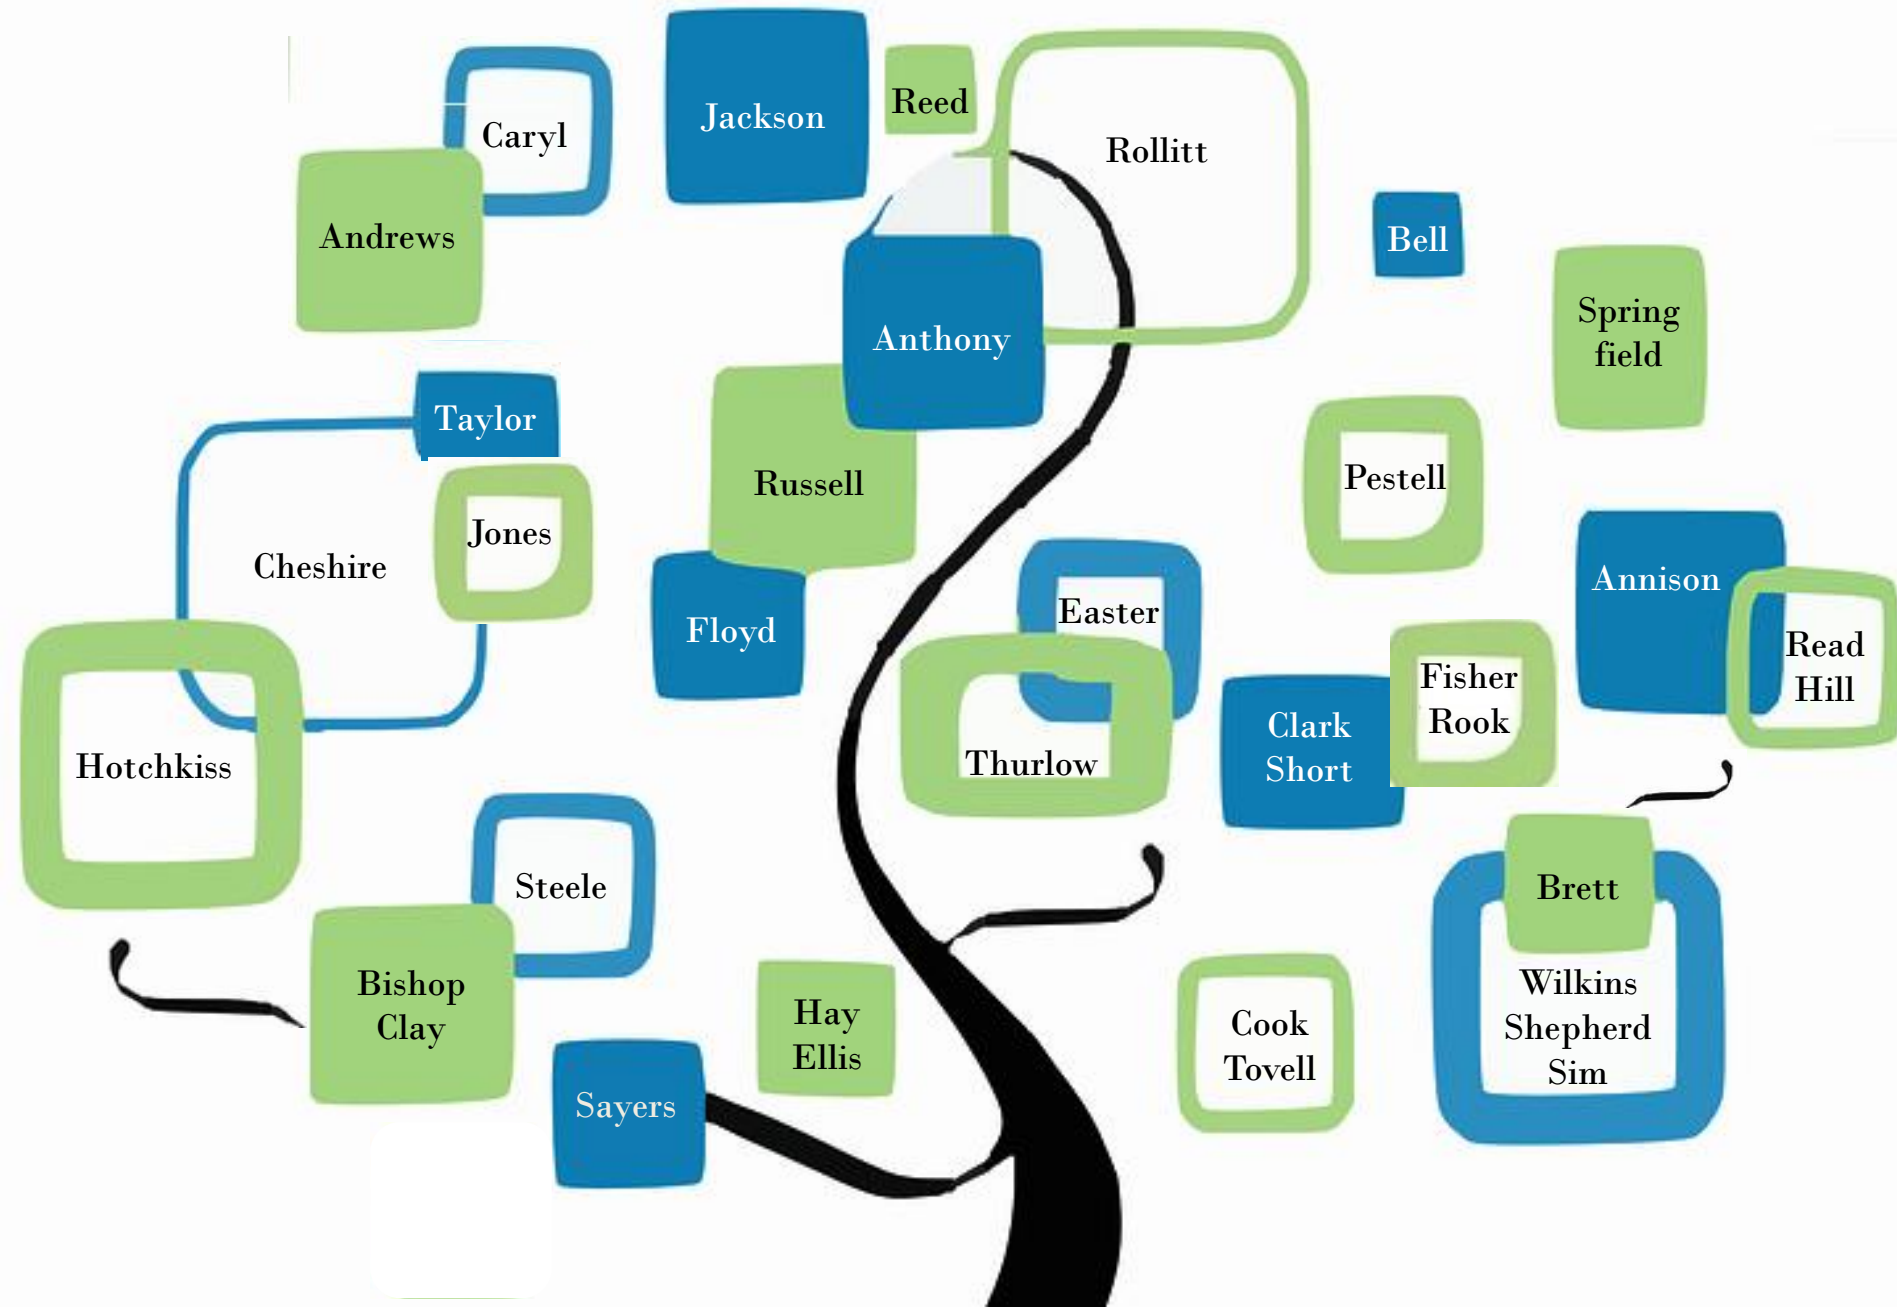 Caryl
Jackson
Reed
Rollitt
Andrews
Bell
Anthony
Spring
field
Taylor
Russell
Pestell
Jones
Cheshire
Annison
Easter
Floyd
Read
Hill
Fisher
Rook
Clark
Short
Thurlow
Hotchkiss
Steele
Brett
Bishop
Clay
Wilkins
Shepherd
Sim
Hay
Ellis
Cook
Tovell
Sayers